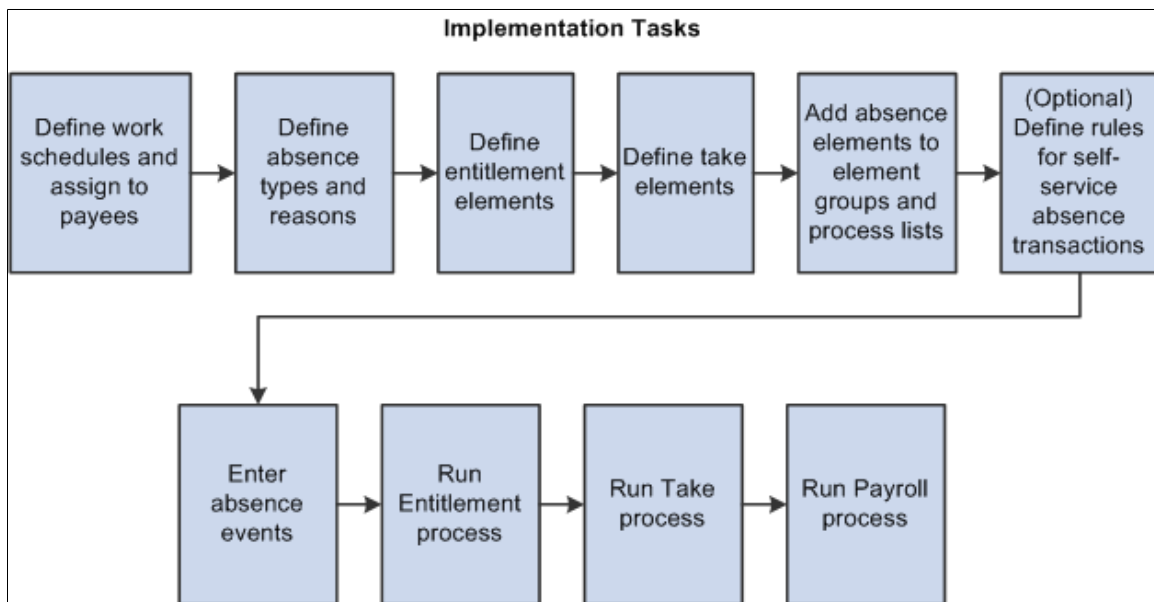 Implementation Tasks
Define work
schedules and
assign to
payees
Define
absence
types and
reasons
Define
entitlement
elements
Define take
elements
Add absence
elements to
element
groups and
process lists
(Optional)
Define rules
for self-
service
absence
transactions
Enter
absence
events
Run
Entitlement
process
Run Take
process
Run Payroll
process